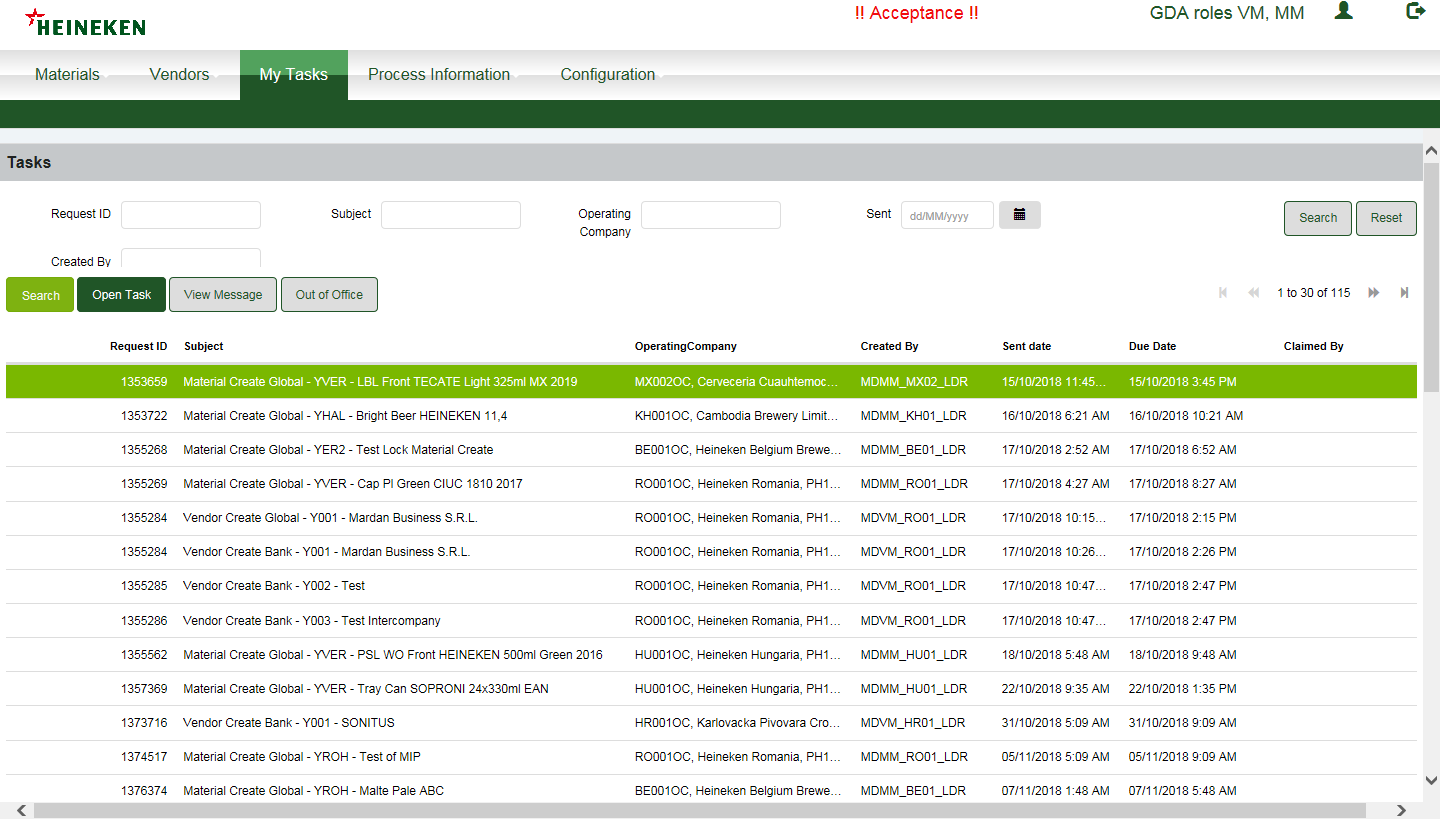 HEINEKEN
!! Acceptance !!
GDA roles VM, MM
Materials Vendors My Tasks Process Information Configuration
Tasks
Request ID Subject Operating Company Sent dd/MM/yyyy Search Reset
Created By
Search Open Task View Message Out of Office 1 to 30 of 115
Request ID Subject OperatingCompany Created By Sent date Due Date Claimed By
1353659 Material Create Global - YVER - LBL Front TECATE Light 325ml MX 2019 MX002OC, Cerveceria Cuauhtemoc... MDMM_MX02_LDR 15/10/2018 11:45... 15/10/2018 3:45 PM
1353722 Material Create Global - YHAL - Bright Beer HEINEKEN 11,4 KH001OC, Cambodia Brewery Limit... MDMM_KH01_LDR 16/10/2018 6:21 AM 16/10/2018 10:21 AM
1355268 Material Create Global - YER2 - Test Lock Material Create BE001OC, Heineken Belgium Brewe... MDMM_BE01_LDR 17/10/2018 2:52 AM 17/10/2018 6:52 AM
1355269 Material Create Global - YVER - Cap Pl Green CIUC 1810 2017 RO001OC, Heineken Romania, PH1... MDMM_RO01_LDR 17/10/2018 4:27 AM 17/10/2018 8:27 AM
1355284 Vendor Create Global - Y001 - Mardan Business S.R.L. RO001OC, Heineken Romania, PH1... MDVM_RO01_LDR 17/10/2018 10:15... 17/10/2018 2:15 PM
1355284 Vendor Create Bank - Y001 - Mardan Business S.R.L. RO001OC, Heineken Romania, PH1... MDVM_RO01_LDR 17/10/2018 10:26... 17/10/2018 2:26 PM
1355285 Vendor Create Bank - Y002 - Test RO001OC, Heineken Romania, PH1... MDVM_RO01_LDR 17/10/2018 10:47... 17/10/2018 2:47 PM
1355286 Vendor Create Bank - Y003 - Test Intercompany RO001OC, Heineken Romania, PH1... MDVM_RO01_LDR 17/10/2018 10:47... 17/10/2018 2:47 PM
1355562 Material Create Global - YVER - PSL WO Front HEINEKEN 500ml Green 2016 HU001OC, Heineken Hungaria, PH1... MDMM_HU01_LDR 18/10/2018 5:48 AM 18/10/2018 9:48 AM
1357369 Material Create Global - YVER - Tray Can SOPRONI 24x330ml EAN HU001OC, Heineken Hungaria, PH1... MDMM_HU01_LDR 22/10/2018 9:35 AM 22/10/2018 1:35 PM
1373716 Vendor Create Bank - Y001 - SONITUS HR001OC, Karlovacka Pivovara Cro... MDVM_HR01_LDR 31/10/2018 5:09 AM 31/10/2018 9:09 AM
1374517 Material Create Global - YROH - Test of MIP RO001OC, Heineken Romania, PH1... MDMM_RO01_LDR 05/11/2018 5:09 AM 05/11/2018 9:09 AM
1376374 Material Create Global - YROH - Malte Pale ABC BE001OC, Heineken Belgium Brewe... MDMM_BE01_LDR 07/11/2018 1:48 AM 07/11/2018 5:48 AM